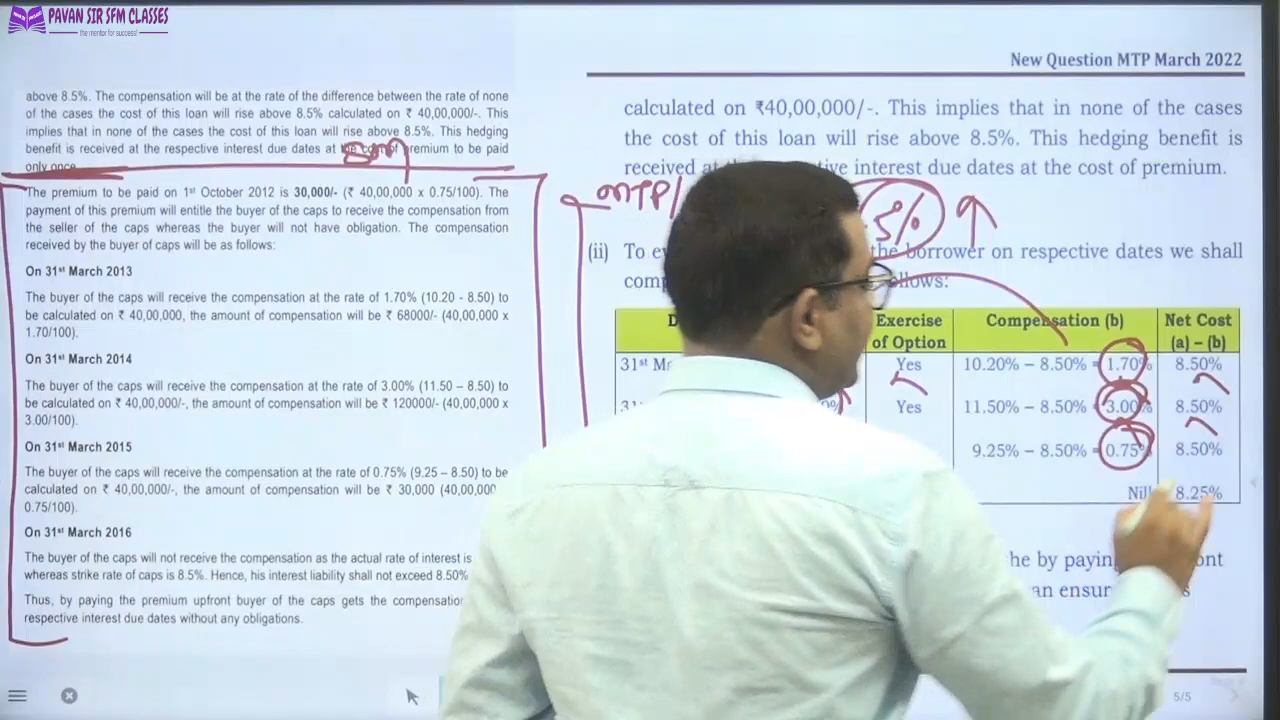 PAVAN SIR SFM CLASSES
the mentor for success!
above 8.5%. The compensation will be at the rate of the difference between the rate of none
of the cases the cost of this loan will rise above 8.5% calculated on ₹ 40,00,000/-. This
implies that in none of the cases the cost of this loan will rise above 8.5%. This hedging
benefit is received at the respective interest due dates at the cost of premium to be paid
only once.
The premium to be paid on 1st October 2012 is 30,000/- (₹ 40,00,000 x 0.75/100). The
payment of this premium will entitle the buyer of the caps to receive the compensation from
the seller of the caps whereas the buyer will not have obligation. The compensation
received by the buyer of caps will be as follows:
On 31st March 2013
The buyer of the caps will receive the compensation at the rate of 1.70% (10.20 - 8.50) to
be calculated on ₹ 40,00,000, the amount of compensation will be ₹ 68000/- (40,00,000 x
1.70/100).
On 31st March 2014
The buyer of the caps will receive the compensation at the rate of 3.00% (11.50 – 8.50) to
be calculated on ₹ 40,00,000/-, the amount of compensation will be ₹ 120000/- (40,00,000 x
3.00/100).
On 31st March 2015
The buyer of the caps will receive the compensation at the rate of 0.75% (9.25 – 8.50) to be
calculated on ₹ 40,00,000/-, the amount of compensation will be ₹ 30,000 (40,00,000
0.75/100).
On 31st March 2016
The buyer of the caps will not receive the compensation as the actual rate of interest is
whereas strike rate of caps is 8.5%. Hence, his interest liability shall not exceed 8.50%
Thus, by paying the premium upfront buyer of the caps gets the compensation
respective interest due dates without any obligations.
New Question MTP March 2022
calculated on ₹40,00,000/-. This implies that in none of the cases
the cost of this loan will rise above 8.5%. This hedging benefit is
received at interest due dates at the cost of premium.
MTP/ 5%
(ii) To the borrower on respective dates we shall
Exercise of Option Compensation (b) Net Cost (a) – (b)
31st Yes 10.20% – 8.50% = 1.70% 8.50%
Yes 11.50% – 8.50% = 3.00% 8.50%
9.25% – 8.50% = 0.75% 8.50%
Nill 8.25%
he by paying
5/5